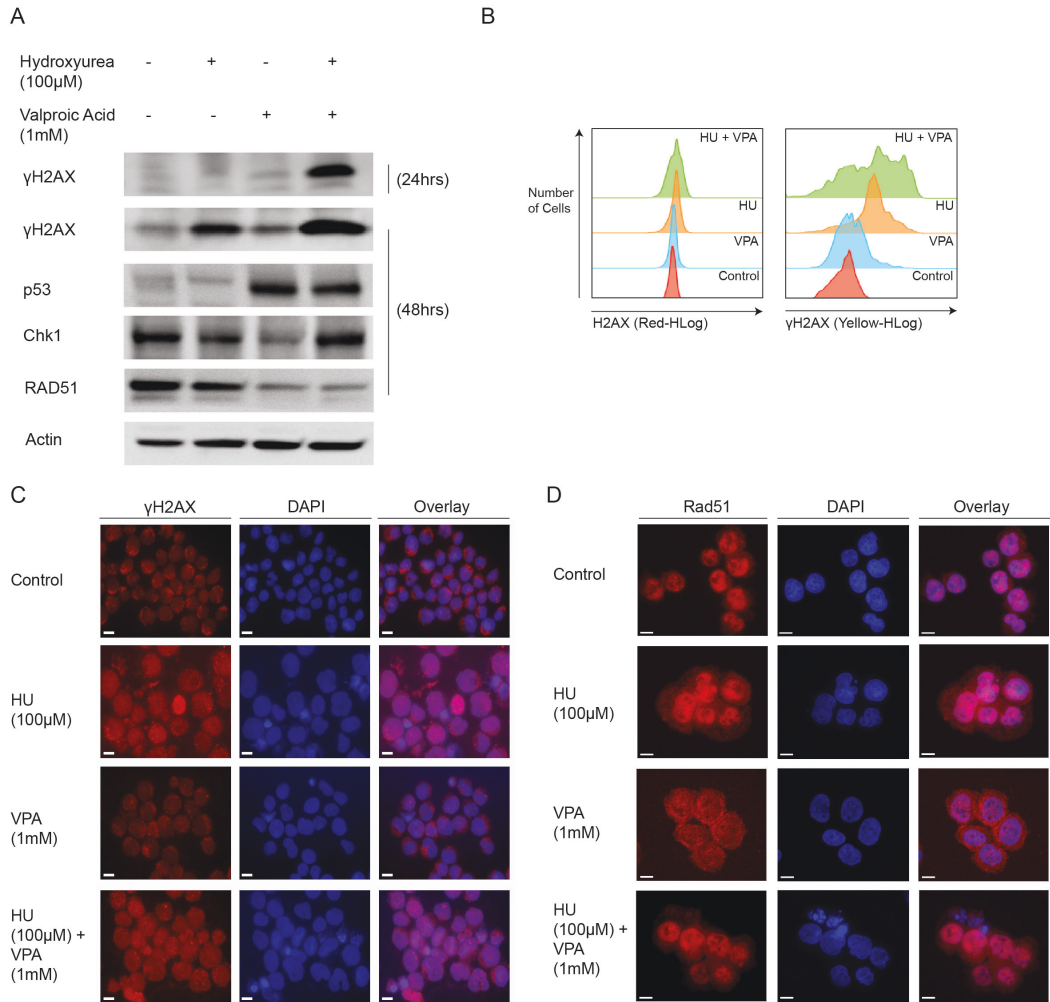 A
Hydroxyurea - + - +
(100µM)
Valproic Acid - - + +
(1mM)
γH2AX (24hrs)
γH2AX
p53
(48hrs)
Chk1
RAD51
Actin
B
HU + VPA HU + VPA
Number
of Cells
HU HU
VPA VPA
Control Control
H2AX (Red-HLog) γH2AX (Yellow-HLog)
C
γH2AX DAPI Overlay
Control
HU
(100µM)
VPA
(1mM)
HU
(100µM) +
VPA
(1mM)
D
Rad51 DAPI Overlay
Control
HU
(100µM)
VPA
(1mM)
HU
(100µM) +
VPA
(1mM)